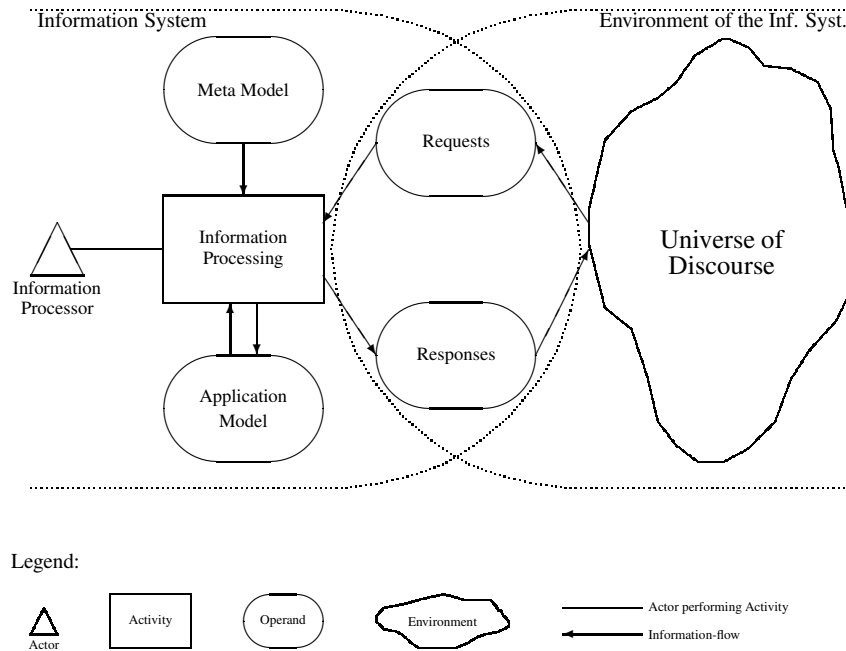 Information System
Environment of the Inf. Syst.
Meta Model
Requests
Information
Processing
Universe of
Discourse
Information
Processor
Responses
Application
Model
Legend:
Actor
Activity
Operand
Environment
Actor performing Activity
Information-flow